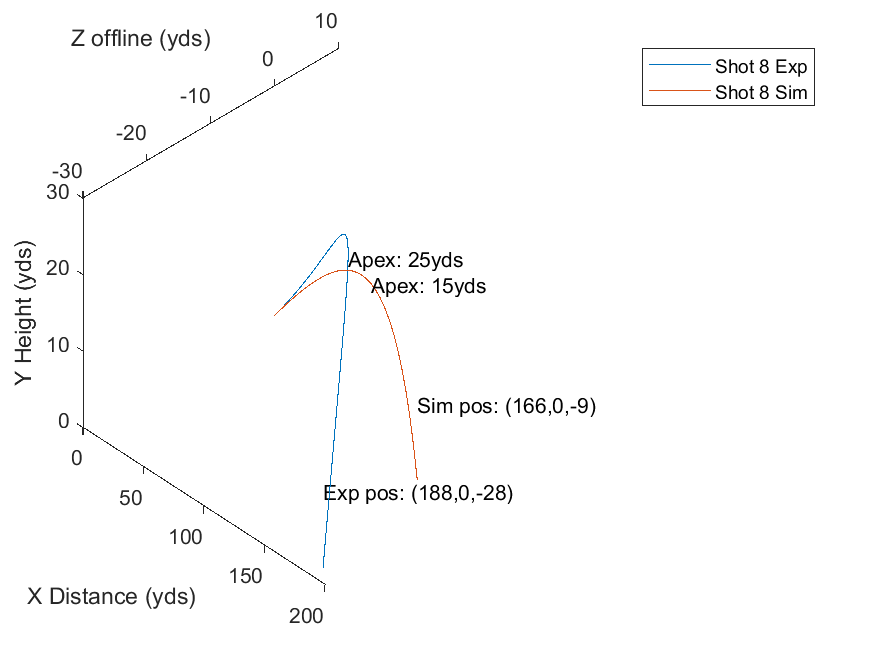 Z offline (yds)
10
0
-10
-20
-30
Shot 8 Exp
Shot 8 Sim
30
20
10
0
Y Height (yds)
Apex: 25yds
Apex: 15yds
Sim pos: (166,0,-9)
Exp pos: (188,0,-28)
0
50
100
150
200
X Distance (yds)